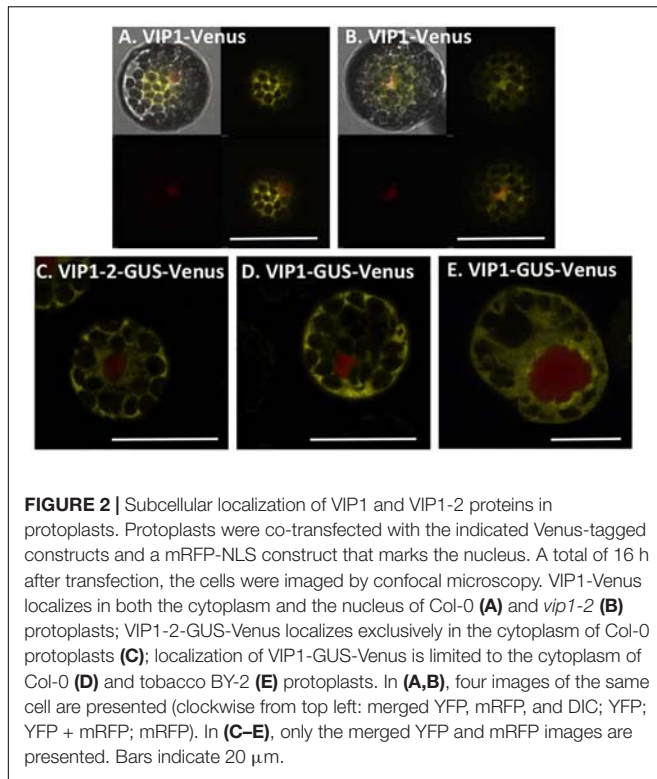 A. VIP1-Venus
B. VIP1-Venus
C. VIP1-2-GUS-Venus
D. VIP1-GUS-Venus
E. VIP1-GUS-Venus
FIGURE 2 | Subcellular localization of VIP1 and VIP1-2 proteins in
protoplasts. Protoplasts were co-transfected with the indicated Venus-tagged
constructs and a mRFP-NLS construct that marks the nucleus. A total of 16 h
after transfection, the cells were imaged by confocal microscopy. VIP1-Venus
localizes in both the cytoplasm and the nucleus of Col-0 (A) and vip1-2 (B)
protoplasts; VIP1-2-GUS-Venus localizes exclusively in the cytoplasm of Col-0
protoplasts (C); localization of VIP1-GUS-Venus is limited to the cytoplasm of
Col-0 (D) and tobacco BY-2 (E) protoplasts. In (A,B), four images of the same
cell are presented (clockwise from top left: merged YFP, mRFP, and DIC; YFP;
YFP + mRFP; mRFP). In (C–E), only the merged YFP and mRFP images are
presented. Bars indicate 20 μm.